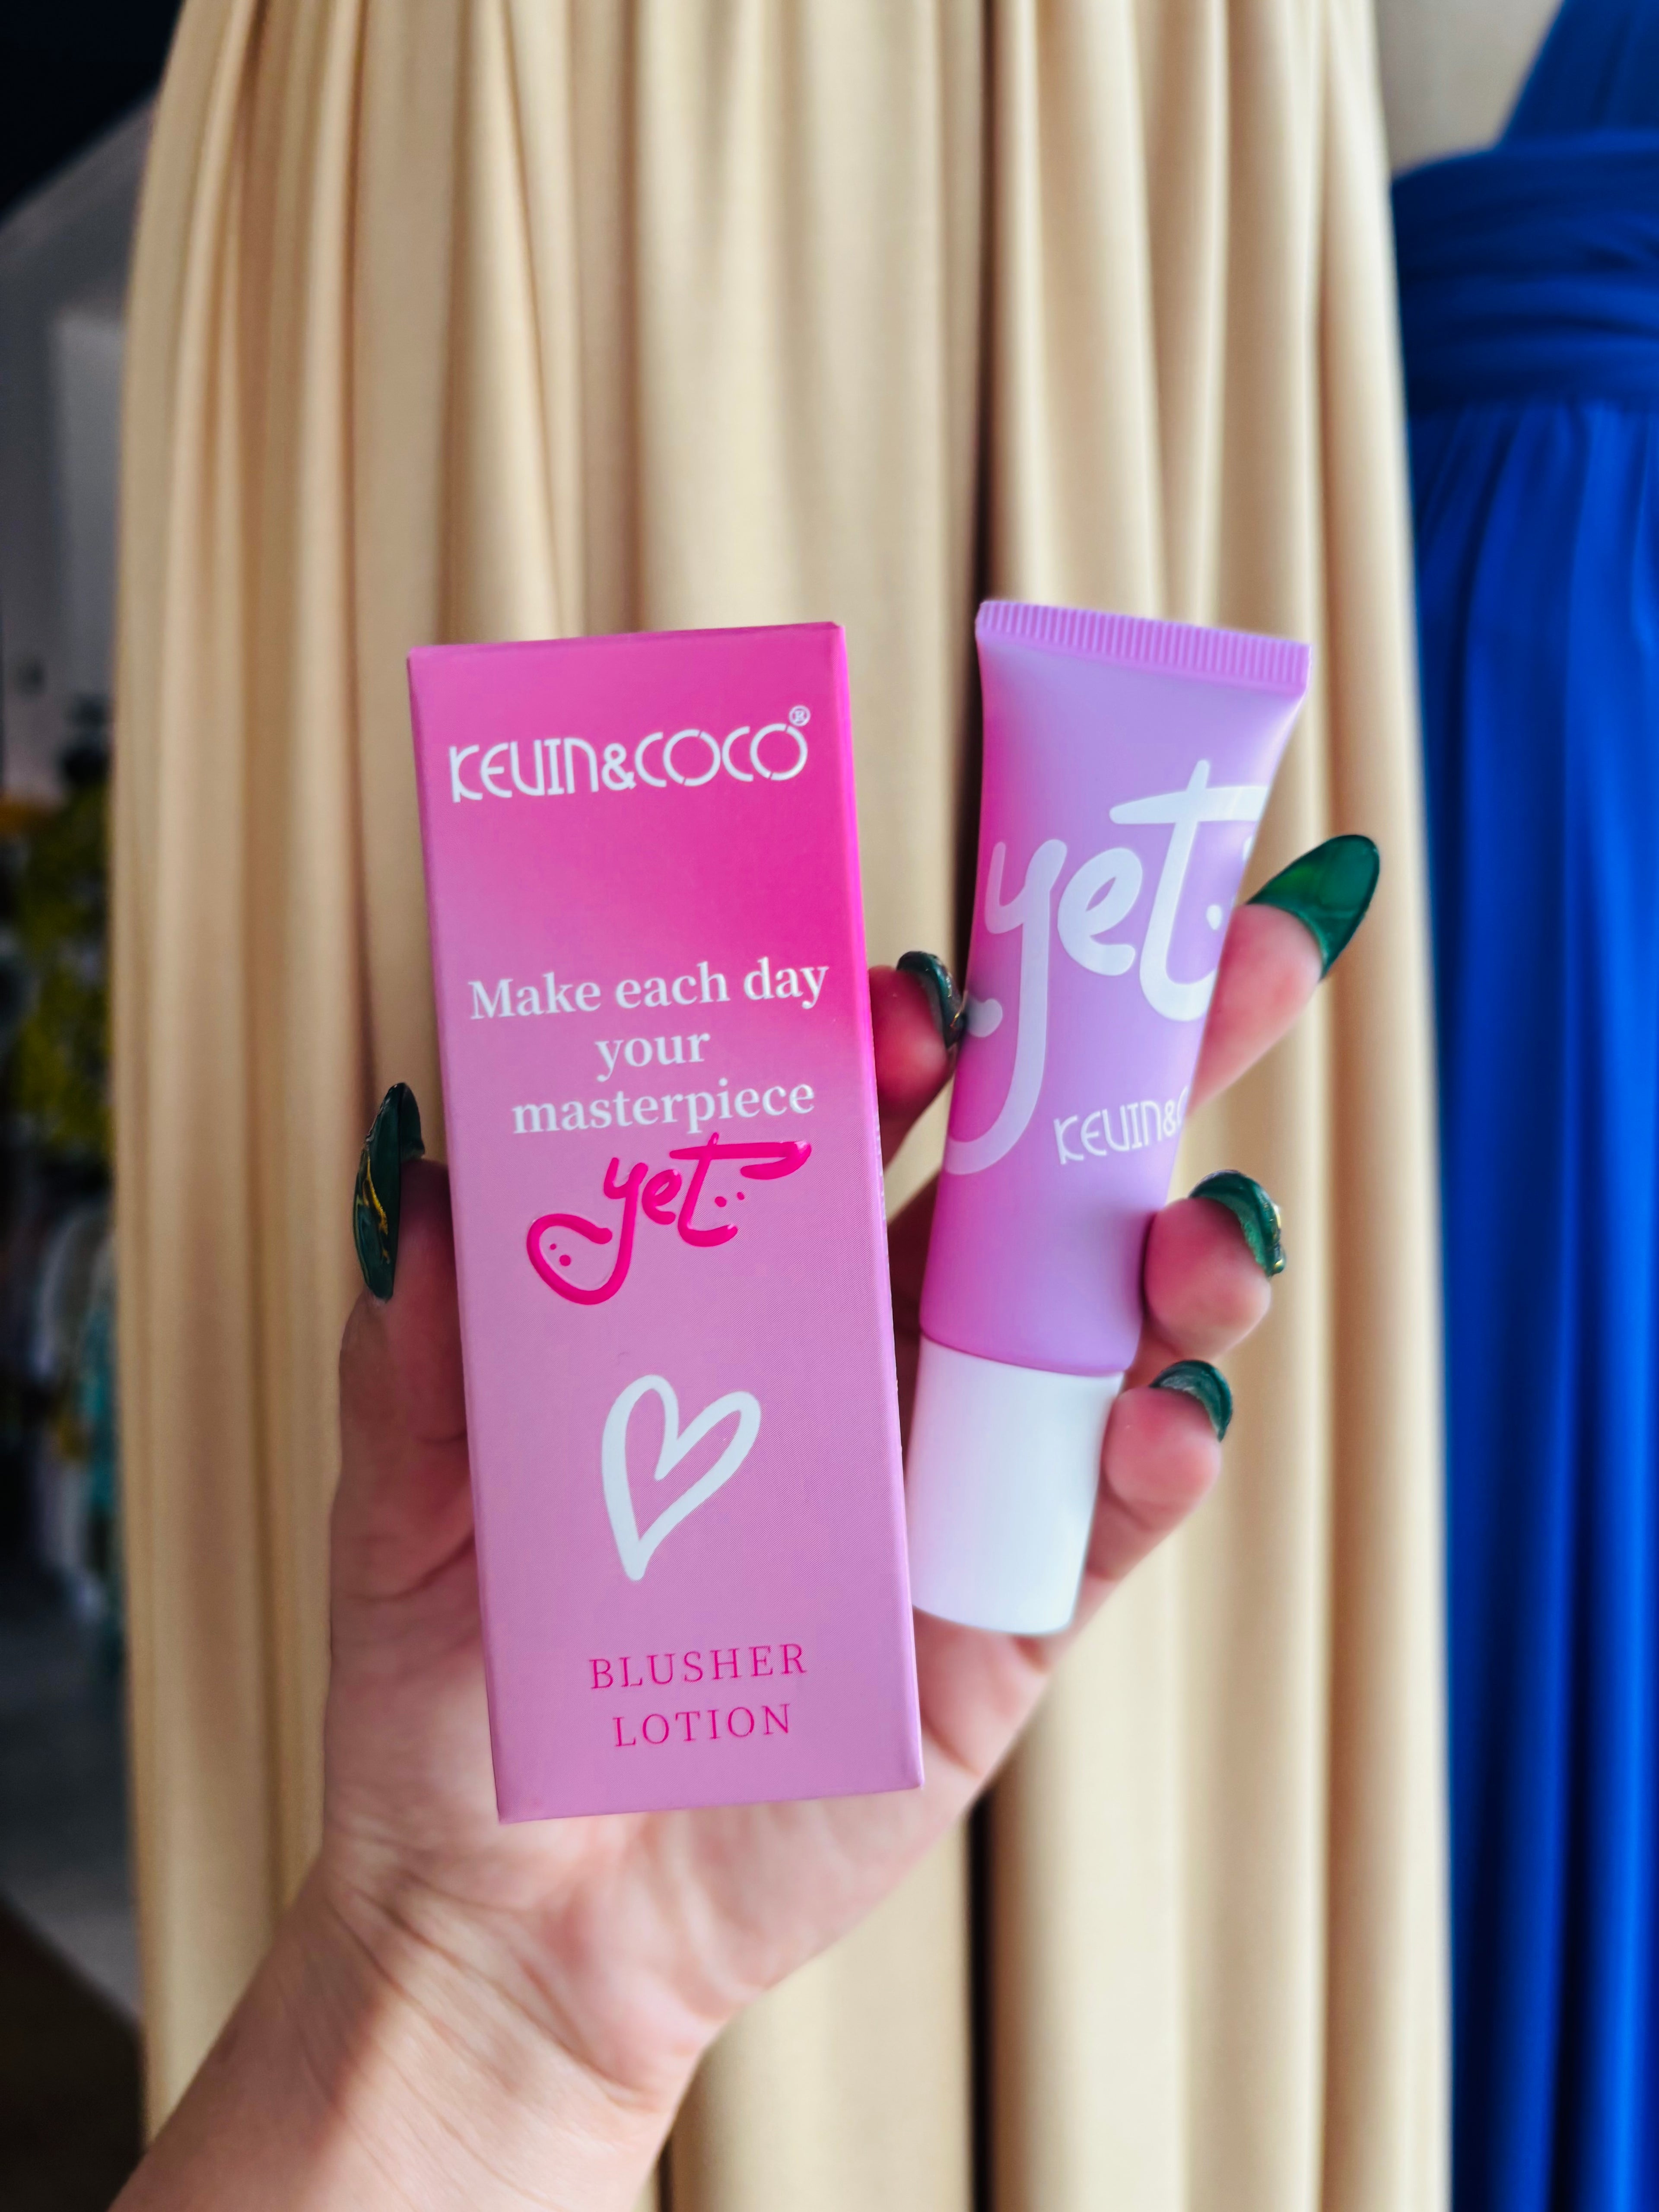 KEVIN&COCO®
Make each day
your
masterpiece
yet
BLUSHER
LOTION
yet
KEVIN&C